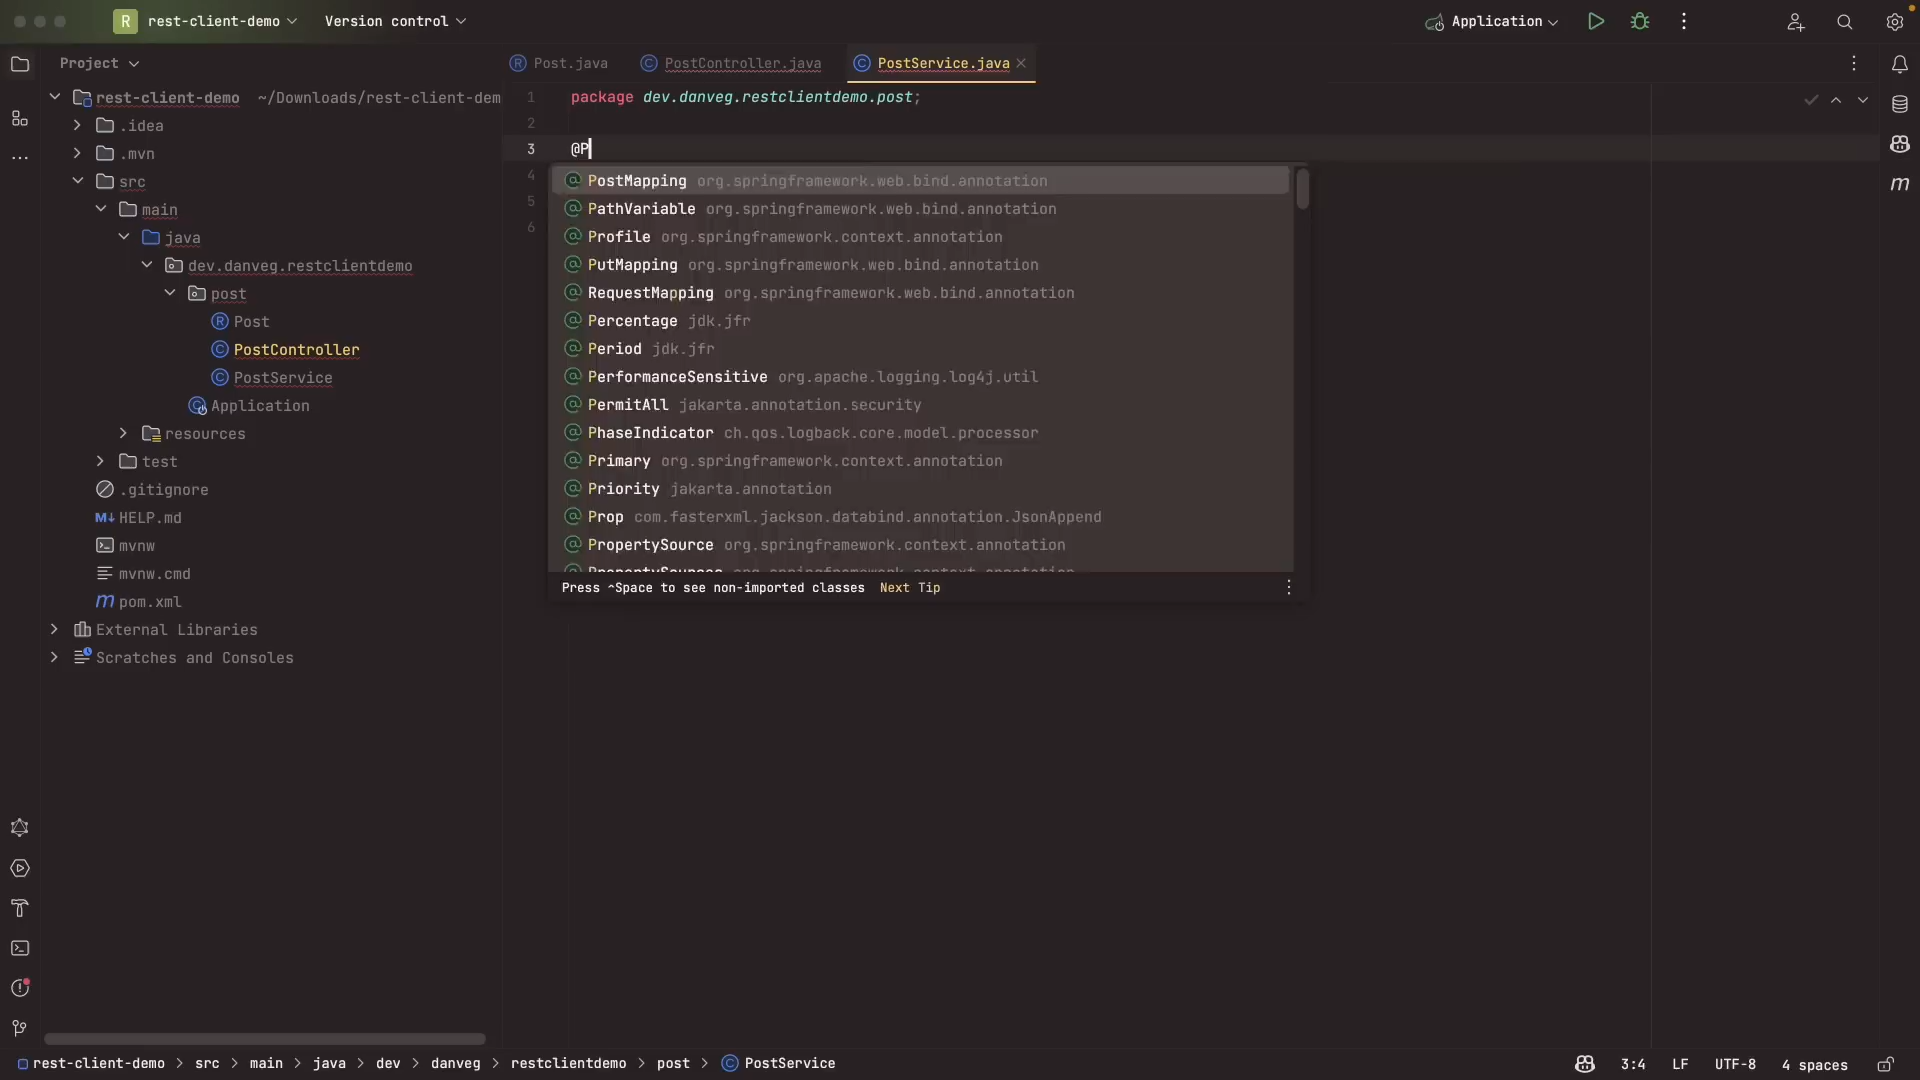 R rest-client-demo Version control Application
Project Post.java PostController.java PostService.java
rest-client-demo ~/Downloads/rest-client-dem
.idea
.mvn
src
main
java
dev.danveg.restclientdemo
post
Post
PostController
PostService
Application
resources
test
.gitignore
HELP.md
mvnw
mvnw.cmd
pom.xml
External Libraries
Scratches and Consoles
1 package dev.danveg.restclientdemo.post;
2
3 @P
4
5
6
PostMapping org.springframework.web.bind.annotation
PathVariable org.springframework.web.bind.annotation
Profile org.springframework.context.annotation
PutMapping org.springframework.web.bind.annotation
RequestMapping org.springframework.web.bind.annotation
Percentage jdk.jfr
Period jdk.jfr
PerformanceSensitive org.apache.logging.log4j.util
PermitAll jakarta.annotation.security
PhaseIndicator ch.qos.logback.core.model.processor
Primary org.springframework.context.annotation
Priority jakarta.annotation
Prop com.fasterxml.jackson.databind.annotation.JsonAppend
PropertySource org.springframework.context.annotation
PropertySources org.springframework.context.annotation
Press ^Space to see non-imported classes Next Tip
rest-client-demo > src > main > java > dev > danveg > restclientdemo > post > PostService 3:4 LF UTF-8 4 spaces